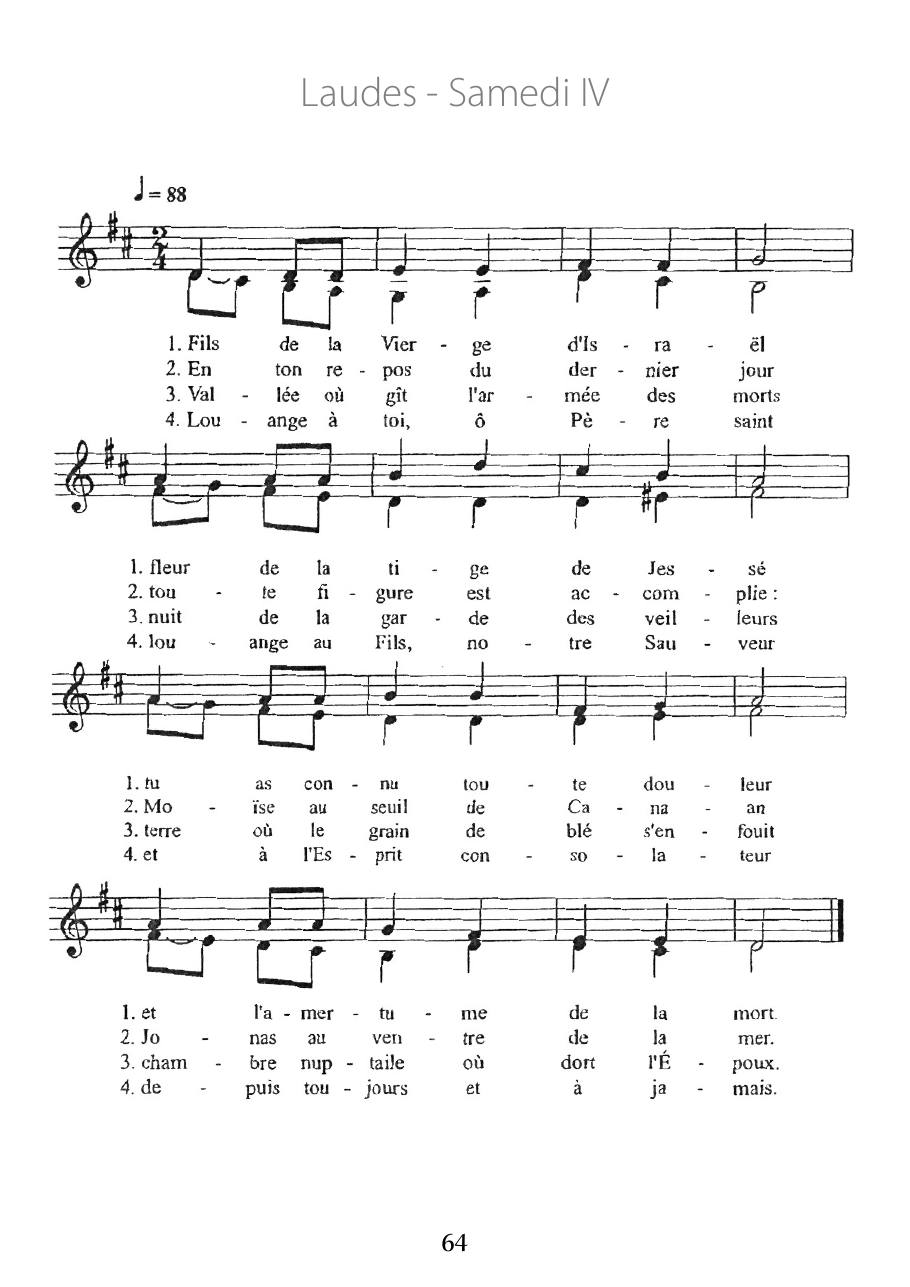 Laudes - Samedi IV
♩ = 88
2
4
1. Fils de la Vier - ge d'Is - ra - ël
2. En ton re - pos du der - nier jour
3. Val - lée où gît l'ar - mée des morts
4. Lou - ange à toi, ô Pè - re saint
1. fleur de la ti - ge de Jes - sé
2. tou - te fi - gure est ac - com - plie :
3. nuit de la gar - de des veil - leurs
4. lou - ange au Fils, no - tre Sau - veur
1. tu as con - nu tou - te dou - leur
2. Mo - ïse au seuil de Ca - na - an
3. terre où le grain de blé s'en - fouit
4. et à l'Es - prit con - so - la - teur
1. et l'a - mer - tu - me de la mort.
2. Jo - nas au ven - tre de la mer.
3. cham - bre nup - taile où dort l'É - poux.
4. de - puis tou - jours et à ja - mais.
64